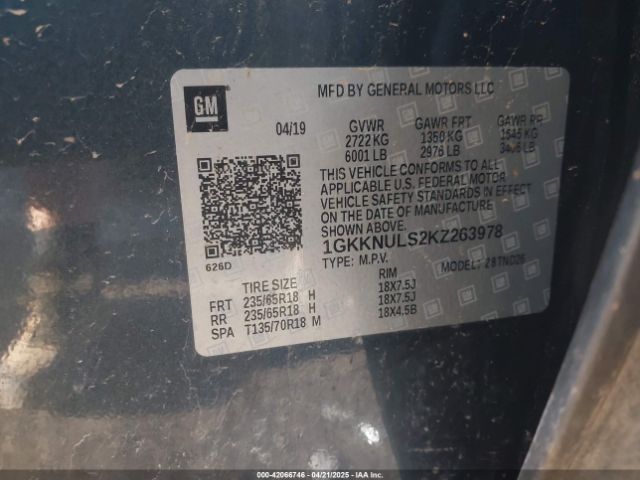 GM
MFD BY GENERAL MOTORS LLC
04/19
GVWR GAWR FRT GAWR RR
2722 KG 1350 KG 1545 KG
6001 LB 2976 LB
THIS VEHICLE CONFORMS TO ALL
APPLICABLE U.S. FEDERAL MOTOR
VEHICLE SAFETY STANDARDS IN EFFECT
ON THE DATE OF MANUFACTURE
SHOWN ABOVE.
1GKKNULS2KZ263978
626D
TYPE: M.P.V. MODEL:
TIRE SIZE RIM
FRT 235/65R18 H 18X7.5J
RR 235/65R18 H 18X7.5J
SPA T135/70R18 M 18X4.5B
000-42066746 - 04/21/2025 - IAA Inc.